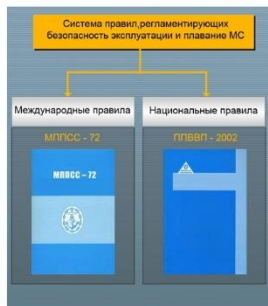 Система правил,регламентирующих
безопасность эксплуатации и плавание МС
Международные правила
Национальные правила
МППСС - 72
ППВВП - 2002
МППСС – 72